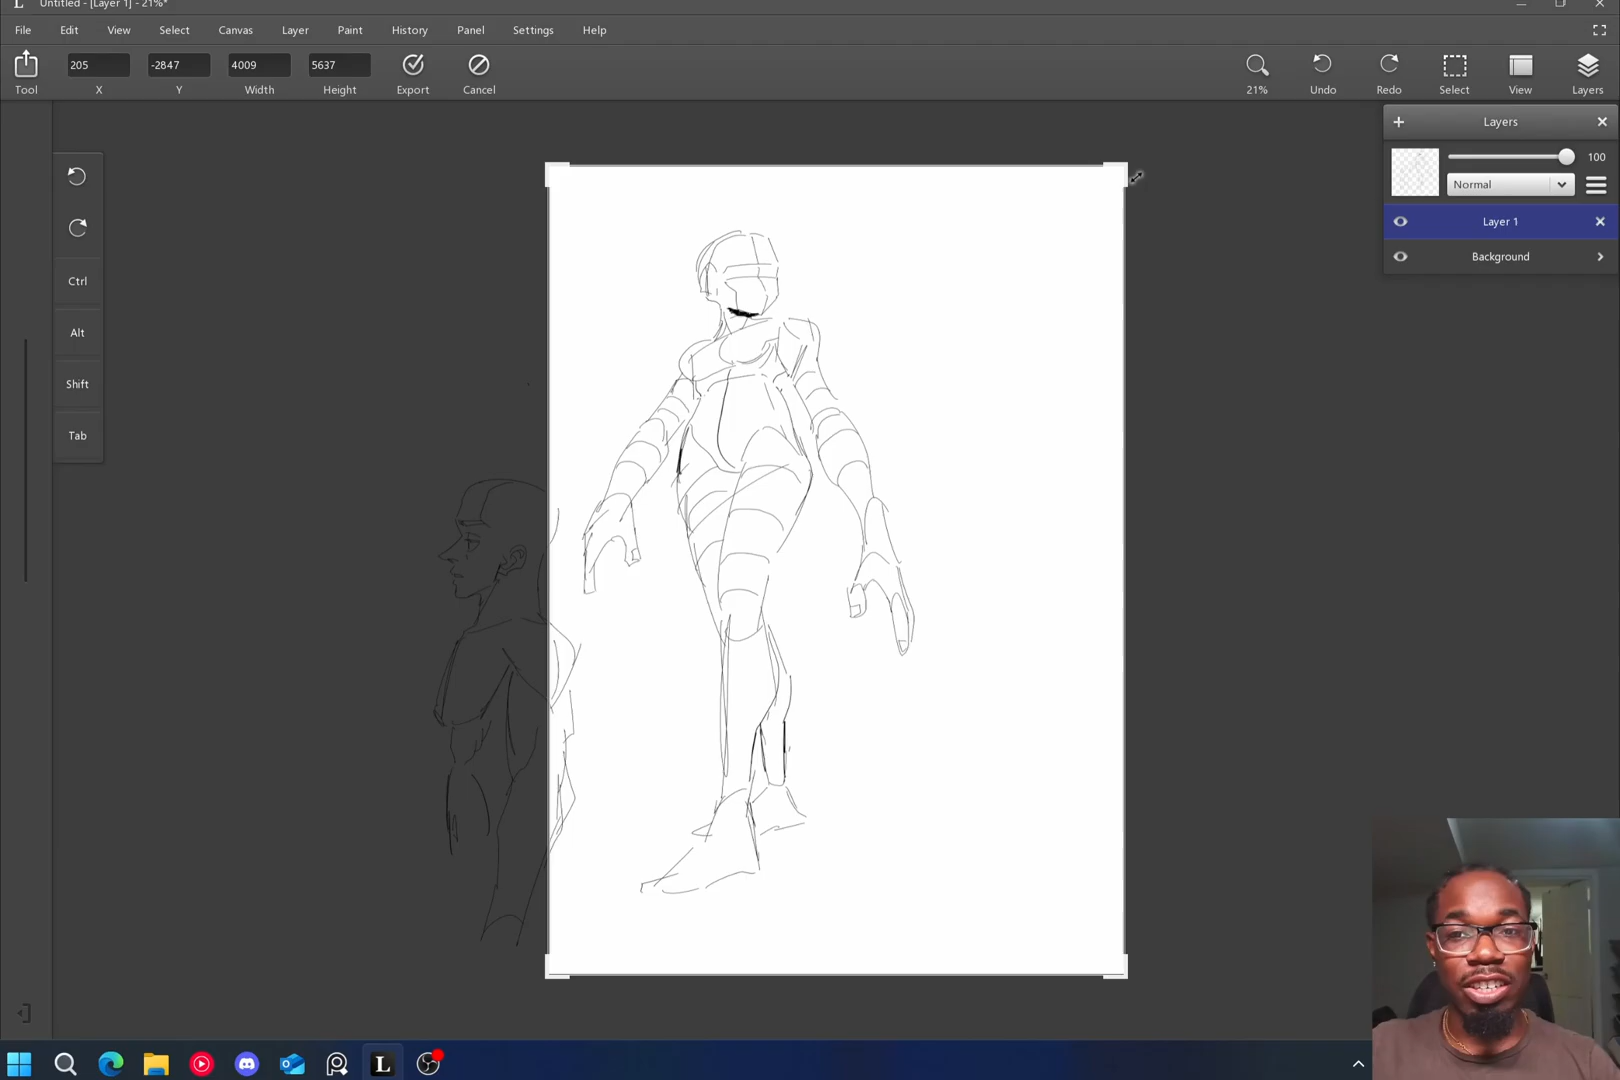 L Untitled - [Layer 1] - 21%*
File Edit View Select Canvas Layer Paint History Panel Settings Help
205 -2847 4009 5637
Tool X Y Width Height Export Cancel 21% Undo Redo Select View Layers
Layers
100
Normal
Layer 1
Background
Ctrl
Alt
Shift
Tab
L